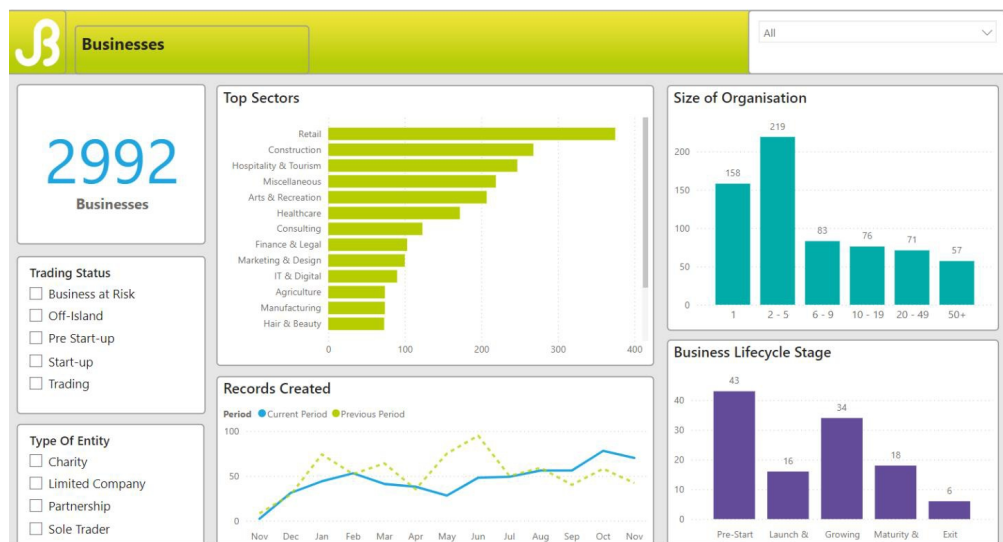 Businesses
All
2992
Businesses
Trading Status
Business at Risk
Off-Island
Pre Start-up
Start-up
Trading
Type Of Entity
Charity
Limited Company
Partnership
Sole Trader
Top Sectors
Retail
Construction
Hospitality & Tourism
Miscellaneous
Arts & Recreation
Healthcare
Consulting
Finance & Legal
Marketing & Design
IT & Digital
Agriculture
Manufacturing
Hair & Beauty
0 100 200 300 400
Records Created
Period Current Period Previous Period
100
50
0
Nov Dec Jan Feb Mar Apr May Jun Jul Aug Sep Oct Nov
Size of Organisation
219
200
158
150
100
83 76 71 57
50
0
1 2 - 5 6 - 9 10 - 19 20 - 49 50+
Business Lifecycle Stage
43
40
34
30
20
18
16
10
6
0
Pre-Start Launch & Growing Maturity & Exit